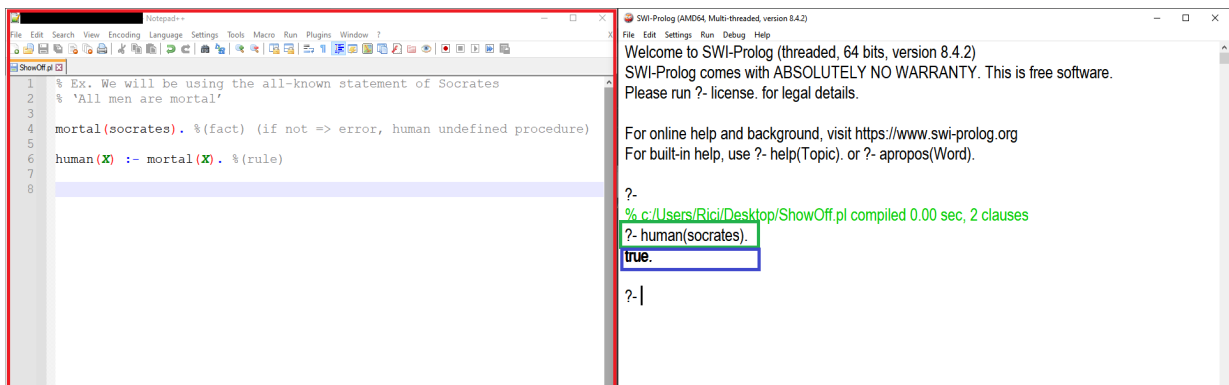 Notepad++
File Edit Search View Encoding Language Settings Tools Macro Run Plugins Window ? X
ShowOff.pl
1 % Ex. We will be using the all-known statement of Socrates
2 % ‘All men are mortal’
3
4 mortal(socrates). %(fact) (if not => error, human undefined procedure)
5
6 human(X) :- mortal(X). %(rule)
7
8
SWI-Prolog (AMD64, Multi-threaded, version 8.4.2)
File Edit Settings Run Debug Help
Welcome to SWI-Prolog (threaded, 64 bits, version 8.4.2)
SWI-Prolog comes with ABSOLUTELY NO WARRANTY. This is free software.
Please run ?- license. for legal details.
For online help and background, visit https://www.swi-prolog.org
For built-in help, use ?- help(Topic). or ?- apropos(Word).
?-
% c:/Users/Rici/Desktop/ShowOff.pl compiled 0.00 sec, 2 clauses
?- human(socrates).
true.
?-